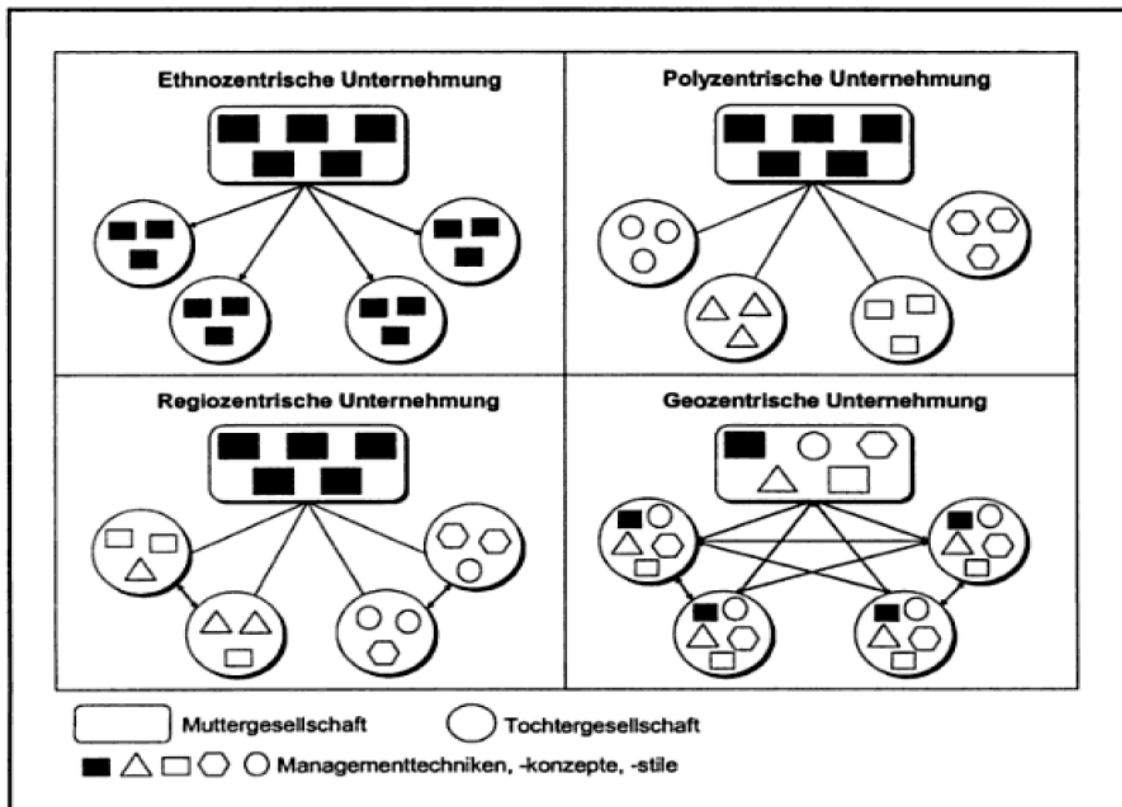 Ethnozentrische Unternehmung
Polyzentrische Unternehmung
Regiozentrische Unternehmung
Geozentrische Unternehmung
Muttergesellschaft
Tochtergesellschaft
Managementtechniken, -konzepte, -stile